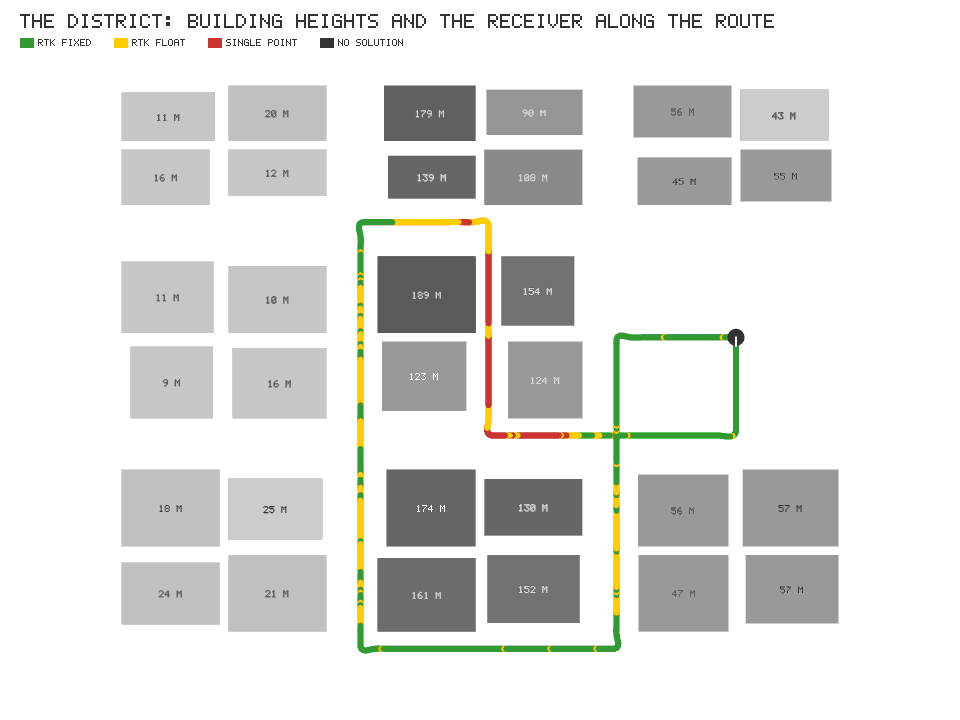 THE DISTRICT: BUILDING HEIGHTS AND THE RECEIVER ALONG THE ROUTE
RTK FIXED RTK FLOAT SINGLE POINT NO SOLUTION
11 M 20 M 179 M 90 M 56 M 43 M
16 M 12 M 139 M 108 M 45 M 55 M
11 M 10 M 189 M 154 M
9 M 16 M 123 M 124 M
18 M 25 M 174 M 130 M 56 M 57 M
24 M 21 M 161 M 152 M 47 M 57 M